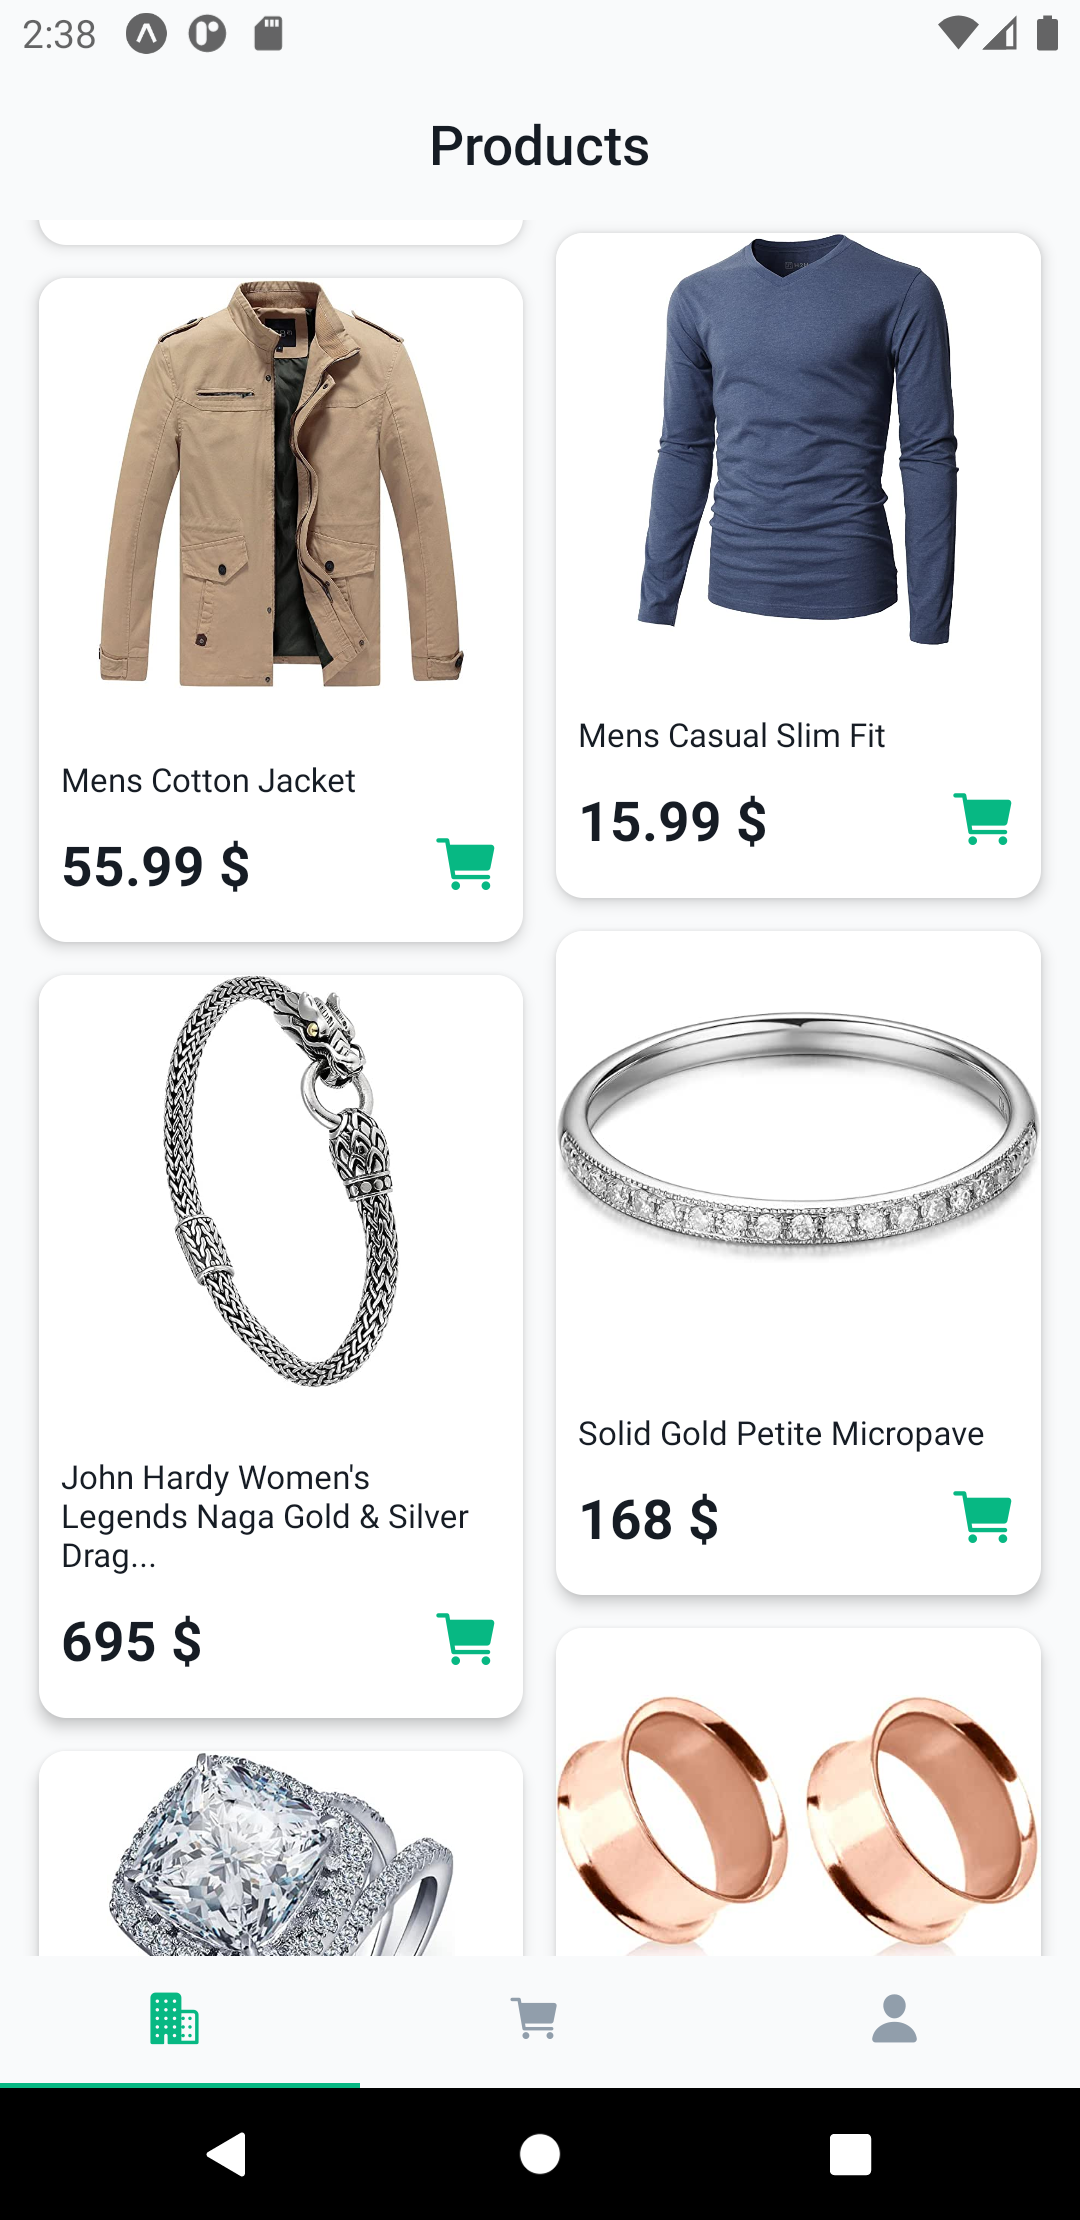 2:38
Products
Mens Cotton Jacket
55.99 $
Mens Casual Slim Fit
15.99 $
John Hardy Women's
Legends Naga Gold & Silver
Drag...
695 $
Solid Gold Petite Micropave
168 $